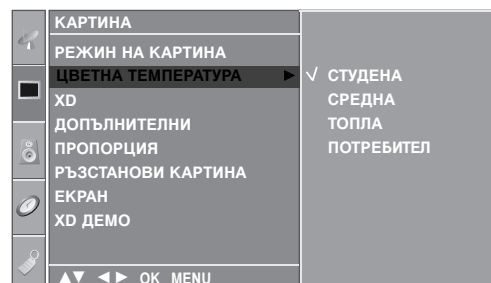 КАРТИНА
РЕЖИН НА КАРТИНА
ЦВЕТНА ТЕМПЕРАТУРА ► √ СТУДЕНА
XD СРЕДНА
ДОПЪЛНИТЕЛНИ ТОПЛА
ПРОПОРЦИЯ ПОТРЕБИТЕЛ
РЪЗСТАНОВИ КАРТИНА
ЕКРАН
XD ДЕМО
▲▼ ◄► OK MENU